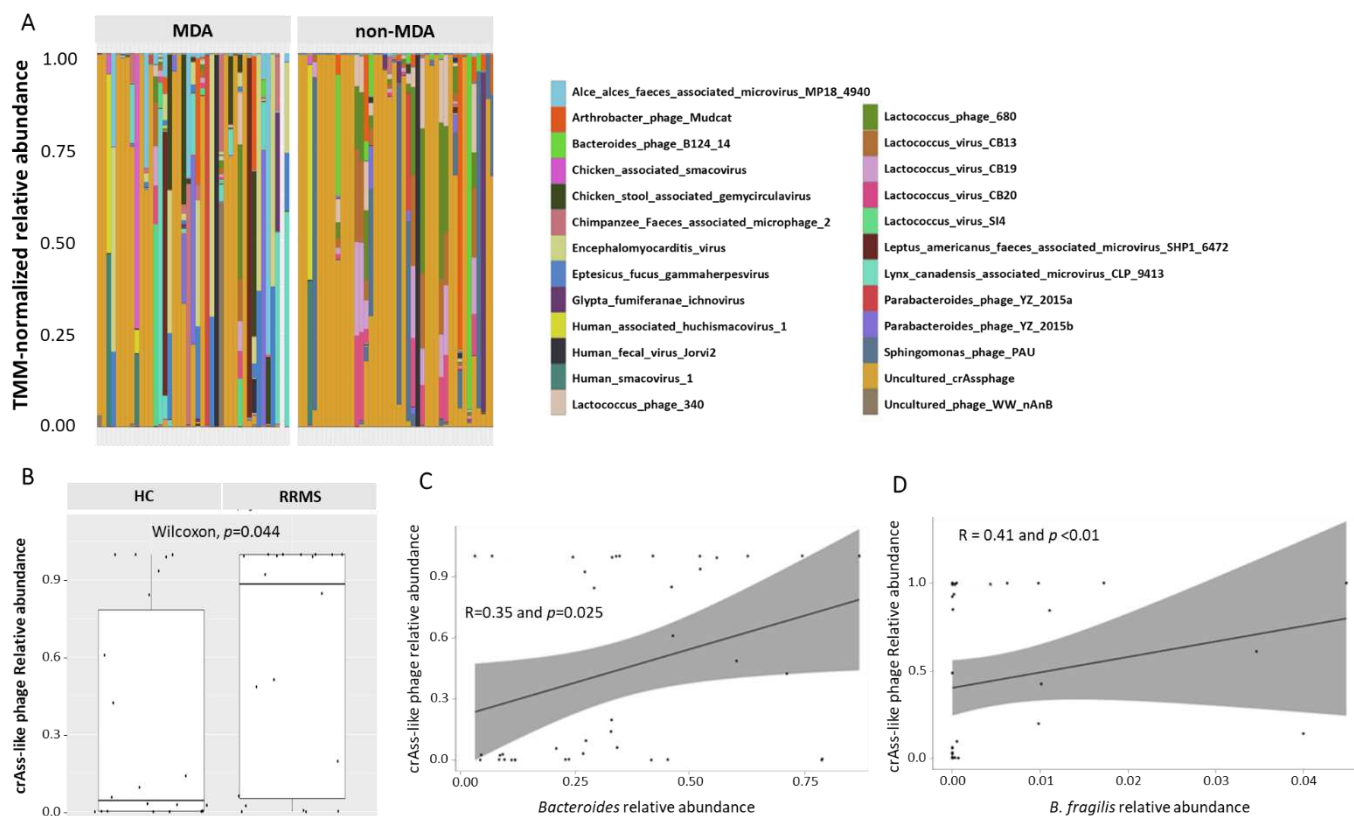 A
MDA
non-MDA
TMM-normalized relative abundance
1.00
0.75
0.50
0.25
0.00
Alce_alces_faeces_associated_microvirus_MP18_4940
Arthrobacter_phage_Mudcat
Bacteroides_phage_B124_14
Chicken_associated_smacovirus
Chicken_stool_associated_gemycircularvirus
Chimpanzee_Faeces_associated_microphage_2
Encephalomyocarditis_virus
Eptesicus_fucus_gammaherpesvirus
Glypta_fumiferanae_ichnovirus
Human_associated_huchismacovirus_1
Human_fecal_virus_Jorvi2
Human_smacovirus_1
Lactococcus_phage_340
Lactococcus_phage_680
Lactococcus_virus_CB13
Lactococcus_virus_CB19
Lactococcus_virus_CB20
Lactococcus_virus_SI4
Leptus_americanus_faeces_associated_microvirus_SHP1_6472
Lynx_canadensis_associated_microvirus_CLP_9413
Parabacteroides_phage_YZ_2015a
Parabacteroides_phage_YZ_2015b
Sphingomonas_phage_PAU
Uncultured_crAssphage
Uncultured_phage_WW_nAnB
B
HC
RRMS
Wilcoxon, p=0.044
crAss-like phage Relative abundance
0.9
0.6
0.3
0.0
C
R=0.35 and p=0.025
crAss-like phage Relative abundance
0.9
0.6
0.3
0.0
0.00
0.25
0.50
0.75
Bacteroides relative abundance
D
R = 0.41 and p <0.01
crAss-like phage Relative abundance
1.0
0.5
0.0
0.00
0.01
0.02
0.03
0.04
B. fragilis relative abundance